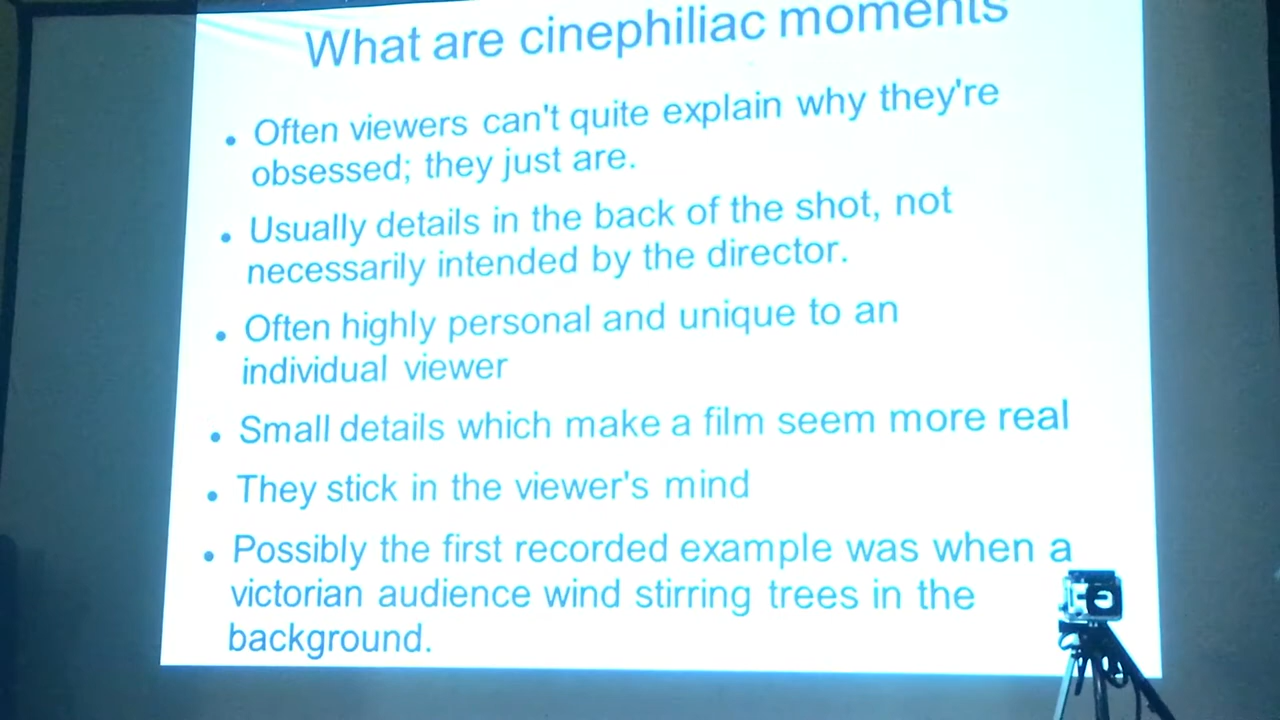 What are cinephiliac moments
• Often viewers can't quite explain why they're
obsessed; they just are.
• Usually details in the back of the shot, not
necessarily intended by the director.
• Often highly personal and unique to an
individual viewer
• Small details which make a film seem more real
• They stick in the viewer's mind
• Possibly the first recorded example was when a
victorian audience wind stirring trees in the
background.